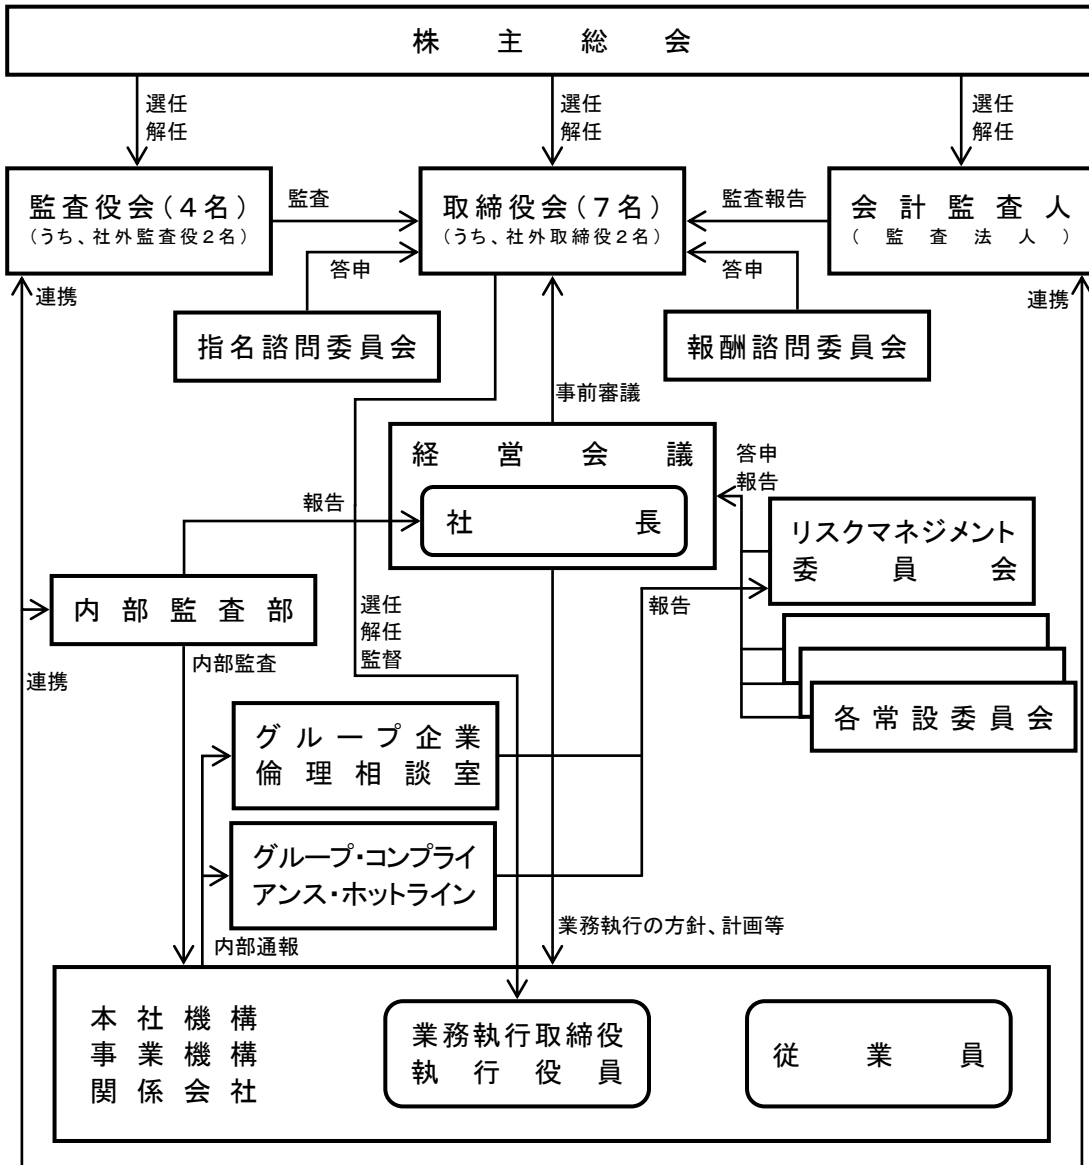 株主総会
選任
解任
選任
解任
選任
解任
監査役会(4名)
(うち、社外監査役2名)
監査
取締役会(7名)
(うち、社外取締役2名)
監査報告
会計監査人
(監査法人)
連携
答申
答申
連携
指名諮問委員会
報酬諮問委員会
事前審議
経営会議
社長
答申
報告
報告
リスクマネジメント
委員会
内部監査部
選任
解任
監督
報告
内部監査
連携
各常設委員会
グループ企業
倫理相談室
グループ・コンプライ
アンス・ホットライン
内部通報
業務執行の方針、計画等
本社機構
事業機構
関係会社
業務執行取締役
執行役員
従業員